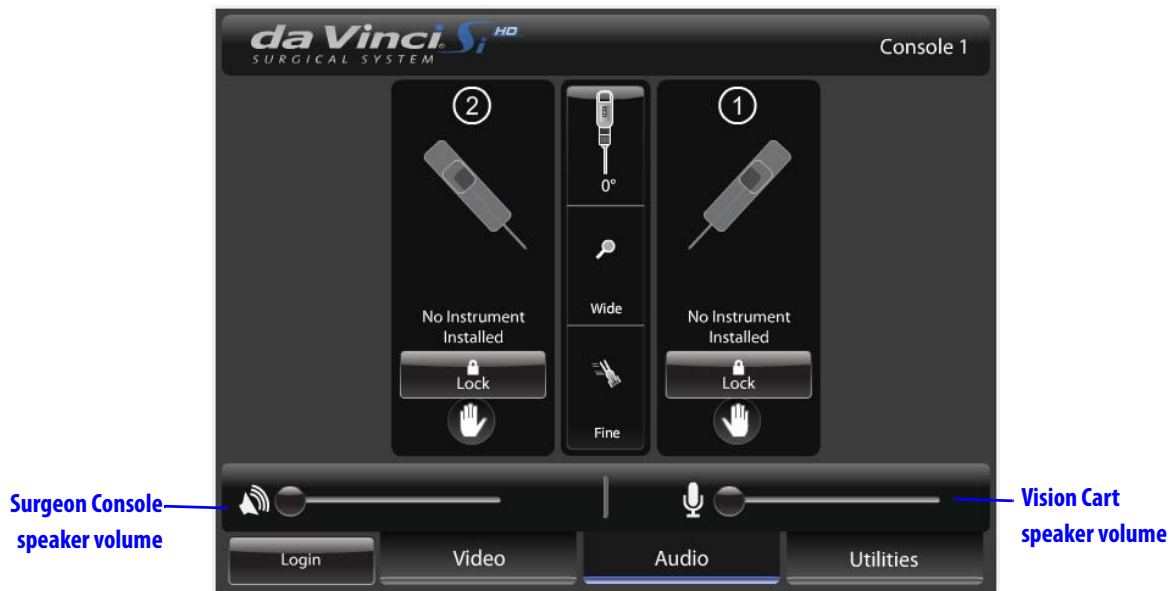 da Vinci. Si HD
SURGICAL SYSTEM
Console 1
2
1
0°
Wide
No Instrument
Installed
Lock
No Instrument
Installed
Lock
Fine
Surgeon Console
speaker volume
Vision Cart
speaker volume
Login
Video
Audio
Utilities